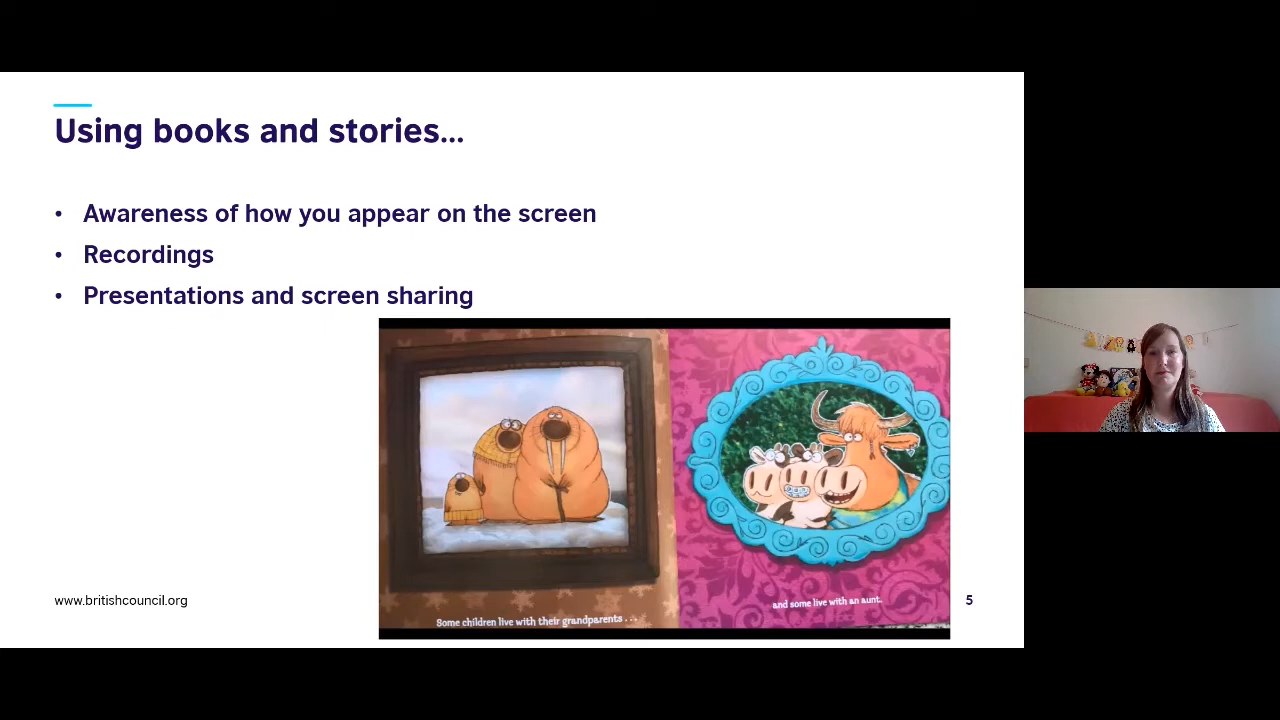 Using books and stories...
• Awareness of how you appear on the screen
• Recordings
• Presentations and screen sharing
Some children live with their grandparents . . .
and some live with an aunt.
www.britishcouncil.org
5